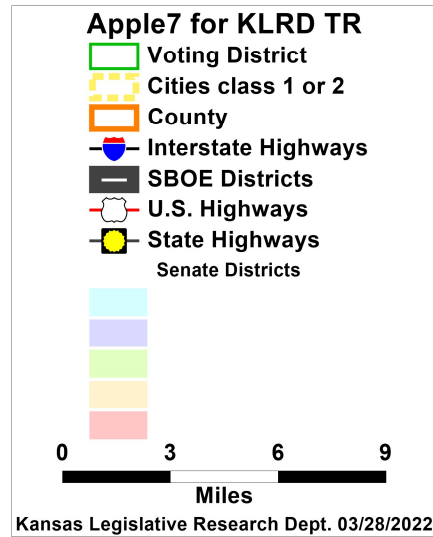 Apple7 for KLRD TR
Voting District
Cities class 1 or 2
County
Interstate Highways
SBOE Districts
U.S. Highways
State Highways
Senate Districts
0 3 6 9
Miles
Kansas Legislative Research Dept. 03/28/2022